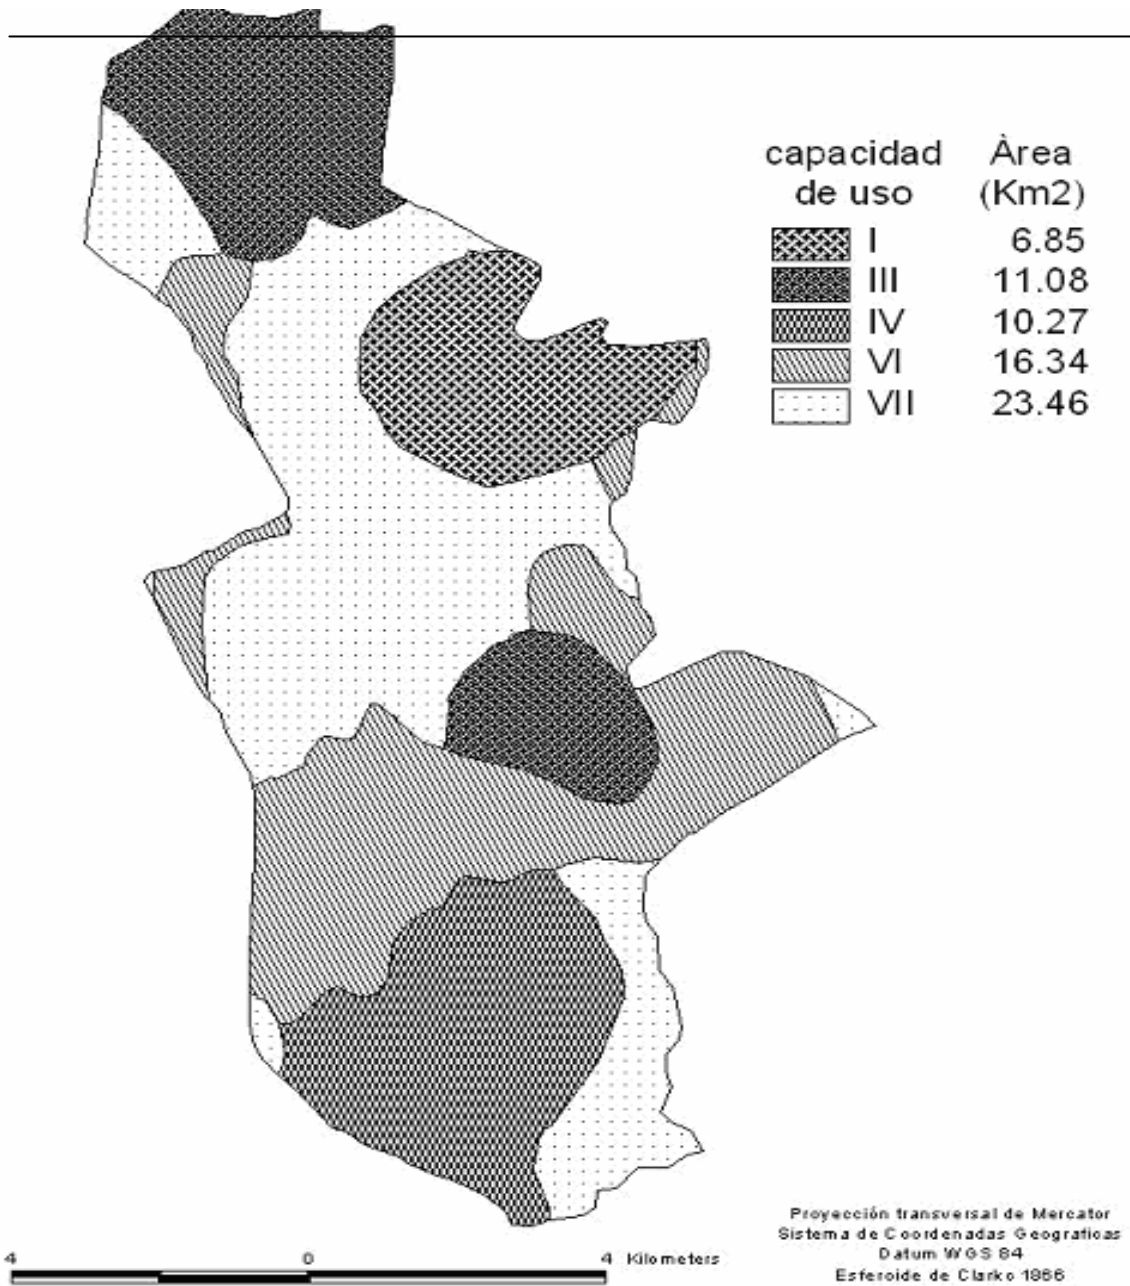 capacidad Àrea
de uso (Km2)
I 6.85
III 11.08
IV 10.27
VI 16.34
VII 23.46
4 0 4 Kilometers
Proyección transversal de Mercator
Sistema de Coordenadas Geograficas
Datum WGS 84
Esferoide de Clarko 1866